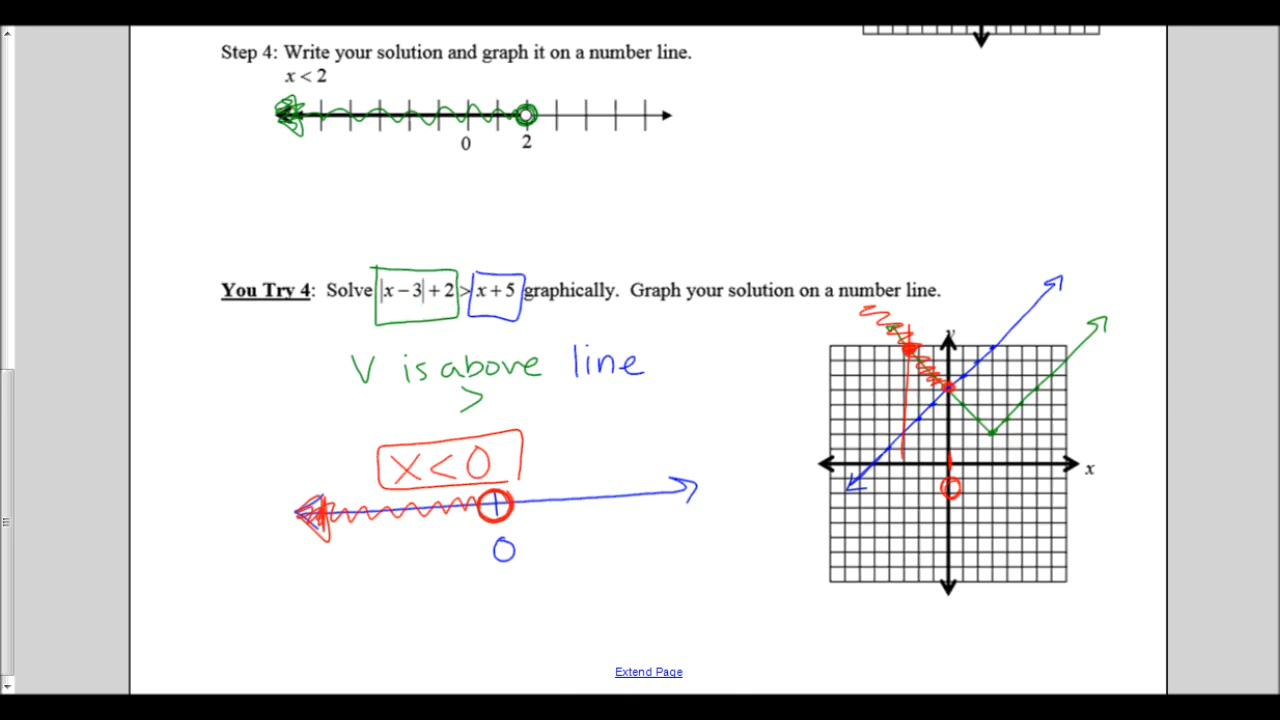 Step 4: Write your solution and graph it on a number line.
x < 2
0 2
You Try 4: Solve |x − 3| + 2 > x + 5 graphically. Graph your solution on a number line.
y
V is above line
>
x < 0
x
0
0
Extend Page